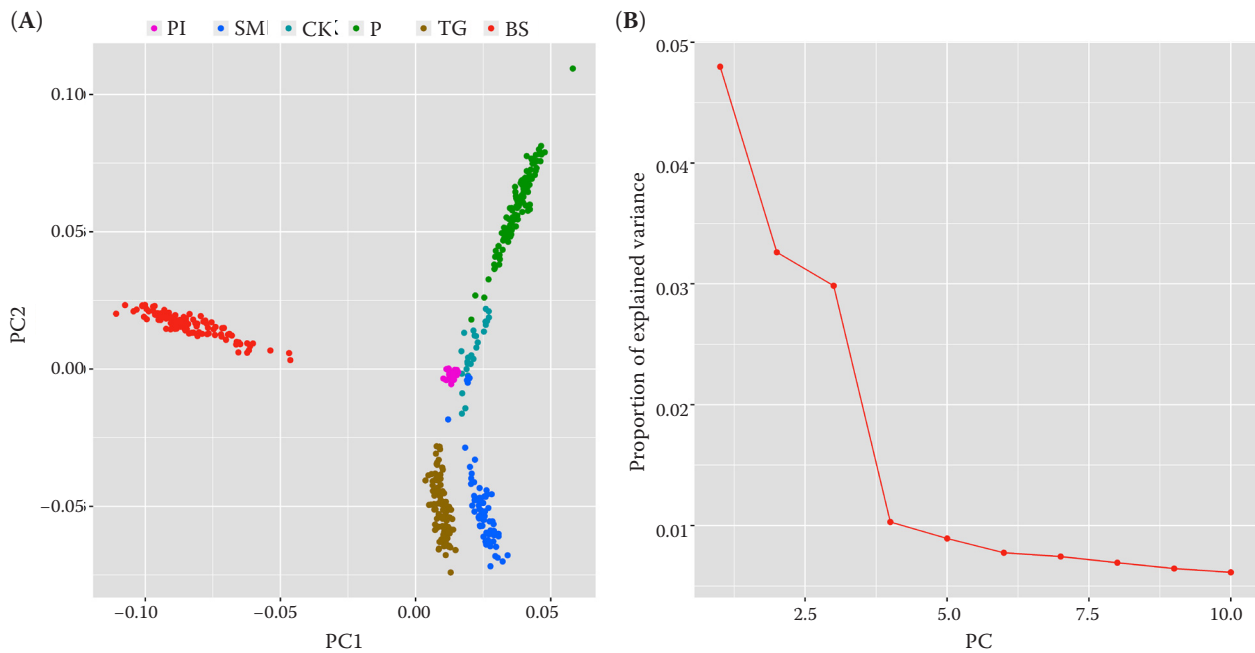 (A)
PI SM CK P TG BS
0.10
0.05
0.00
−0.05
PC2
−0.10 −0.05 0.00 0.05
PC1
(B)
0.05
0.04
0.03
0.02
0.01
Proportion of explained variance
2.5 5.0 7.5 10.0
PC